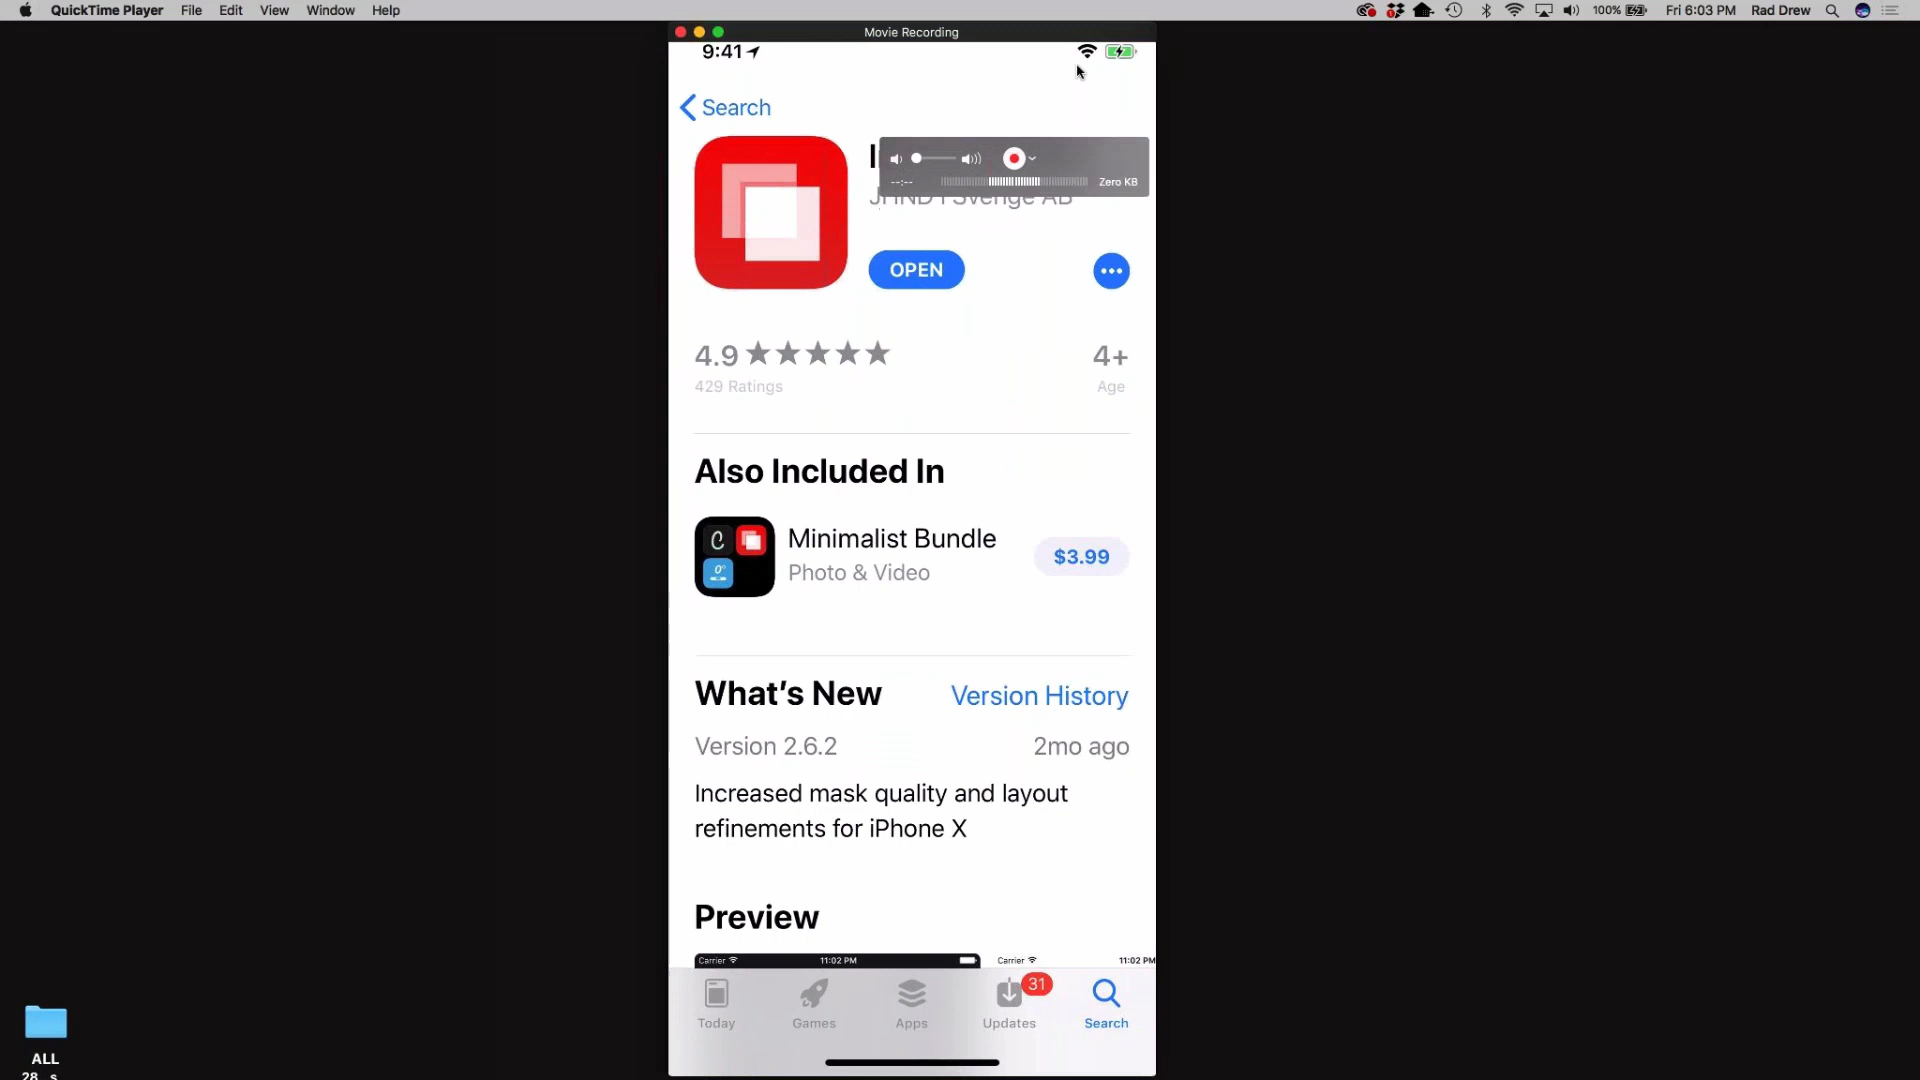 QuickTime Player File Edit View Window Help 100% Fri 6:03 PM Rad Drew
Movie Recording
9:41
Search
--:-- Zero KB
Sverige AB
OPEN
4.9 4+
429 Ratings Age
Also Included In
Minimalist Bundle
Photo & Video
$3.99
What's New Version History
Version 2.6.2 2mo ago
Increased mask quality and layout
refinements for iPhone X
Preview
Carrier 11:02 PM Carrier 11:02 PM
31
Today Games Apps Updates Search
ALL